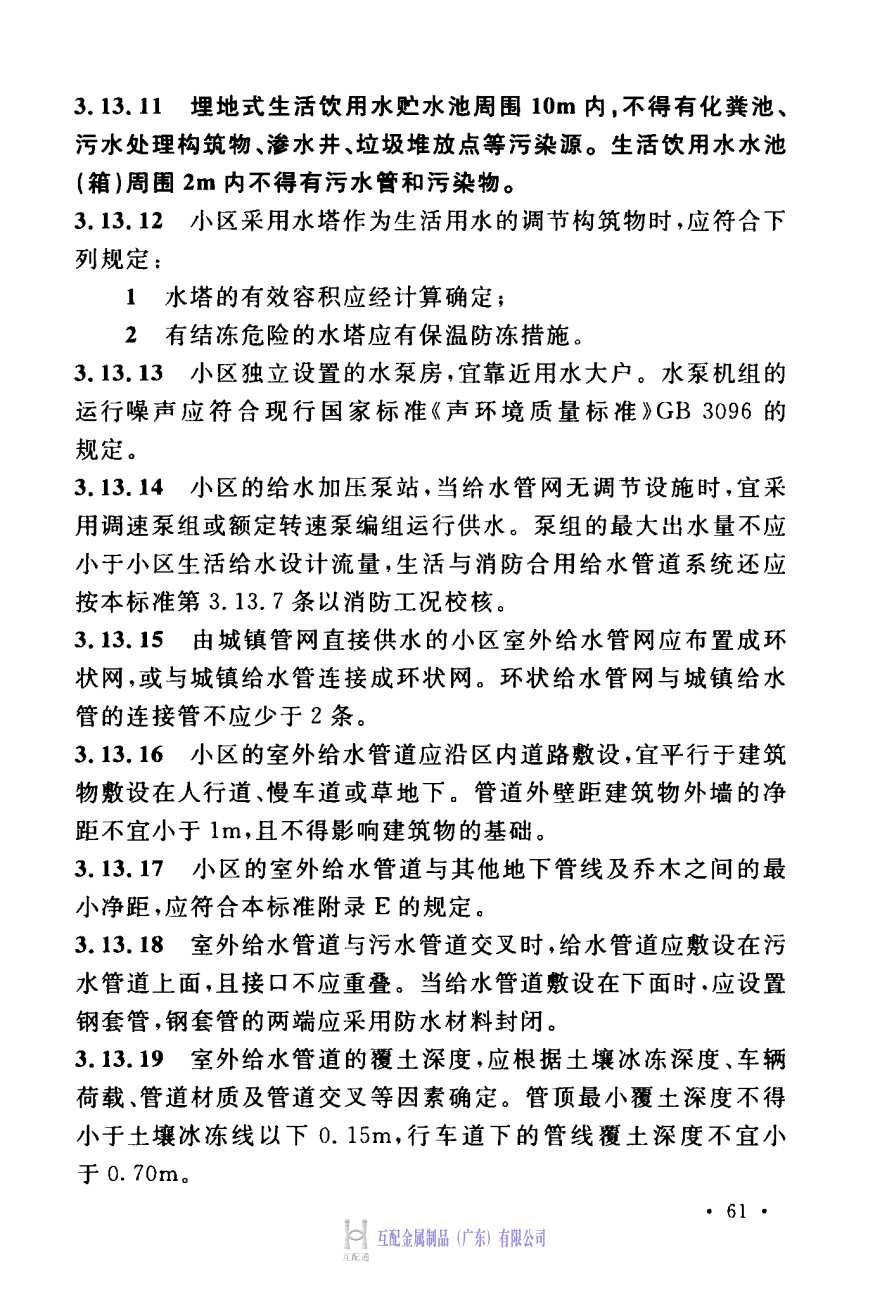 3.13.11 埋地式生活饮用水贮水池周围 10m 内,不得有化粪池、
污水处理构筑物、渗水井、垃圾堆放点等污染源。生活饮用水水池
(箱)周围 2m 内不得有污水管和污染物。
3.13.12 小区采用水塔作为生活用水的调节构筑物时,应符合下
列规定:
1 水塔的有效容积应经计算确定;
2 有结冻危险的水塔应有保温防冻措施。
3.13.13 小区独立设置的水泵房,宜靠近用水大户。水泵机组的
运行噪声应符合现行国家标准《声环境质量标准》GB 3096 的
规定。
3.13.14 小区的给水加压泵站,当给水管网无调节设施时,宜采
用调速泵组或额定转速泵编组运行供水。泵组的最大出水量不应
小于小区生活给水设计流量,生活与消防合用给水管道系统还应
按本标准第 3.13.7 条以消防工况校核。
3.13.15 由城镇管网直接供水的小区室外给水管网应布置成环
状网,或与城镇给水管连接成环状网。环状给水管网与城镇给水
管的连接管不应少于 2 条。
3.13.16 小区的室外给水管道应沿区内道路敷设,宜平行于建筑
物敷设在人行道、慢车道或草地下。管道外壁距建筑物外墙的净
距不宜小于 1m,且不得影响建筑物的基础。
3.13.17 小区的室外给水管道与其他地下管线及乔木之间的最
小净距,应符合本标准附录 E 的规定。
3.13.18 室外给水管道与污水管道交叉时,给水管道应敷设在污
水管道上面,且接口不应重叠。当给水管道敷设在下面时,应设置
钢套管,钢套管的两端应采用防水材料封闭。
3.13.19 室外给水管道的覆土深度,应根据土壤冰冻深度、车辆
荷载、管道材质及管道交叉等因素确定。管顶最小覆土深度不得
小于土壤冰冻线以下 0.15m,行车道下的管线覆土深度不宜小
于 0.70m。
· 61 ·
互配金属制品（广东）有限公司
互配通